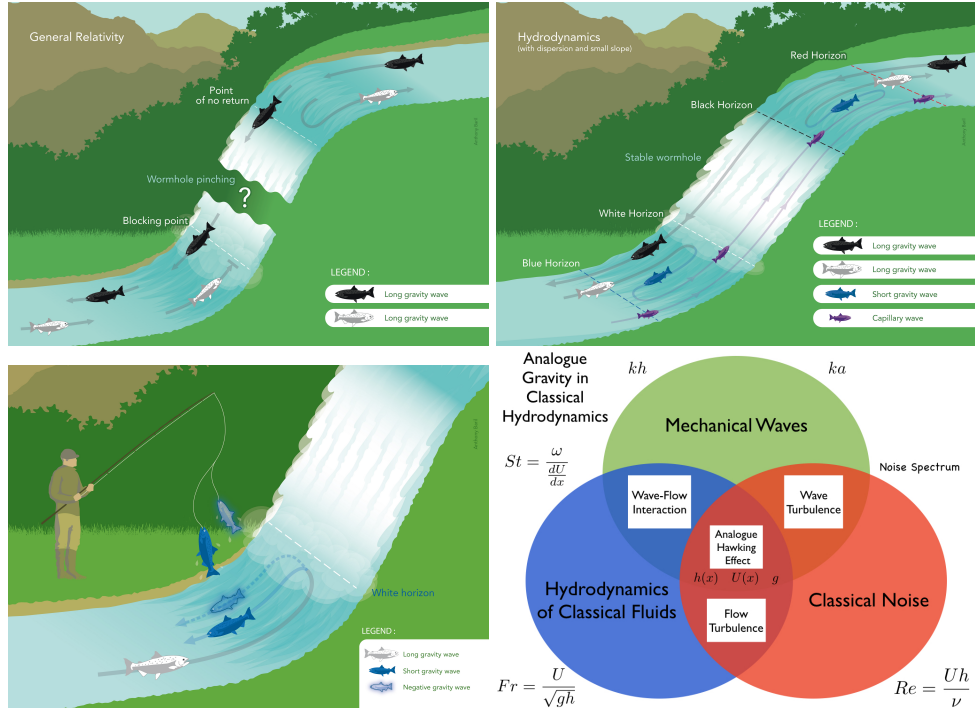 General Relativity
Point
of no return
Wormhole pinching
?
Blocking point
LEGEND :
Long gravity wave
Long gravity wave
Hydrodynamics
(with dispersion and small slope)
Red Horizon
Black Horizon
Stable wormhole
White Horizon
Blue Horizon
LEGEND :
Long gravity wave
Long gravity wave
Short gravity wave
Capillary wave
White horizon
LEGEND :
Long gravity wave
Short gravity wave
Negative gravity wave
Analogue
Gravity in
Classical
Hydrodynamics
kh
ka
Mechanical Waves
St = ω / (dU/dx)
Noise Spectrum
Wave-Flow
Interaction
Wave
Turbulence
Analogue
Hawking
Effect
h(x) U(x) g
Hydrodynamics
of Classical Fluids
Classical Noise
Flow
Turbulence
Fr = U / √gh
Re = Uh / ν